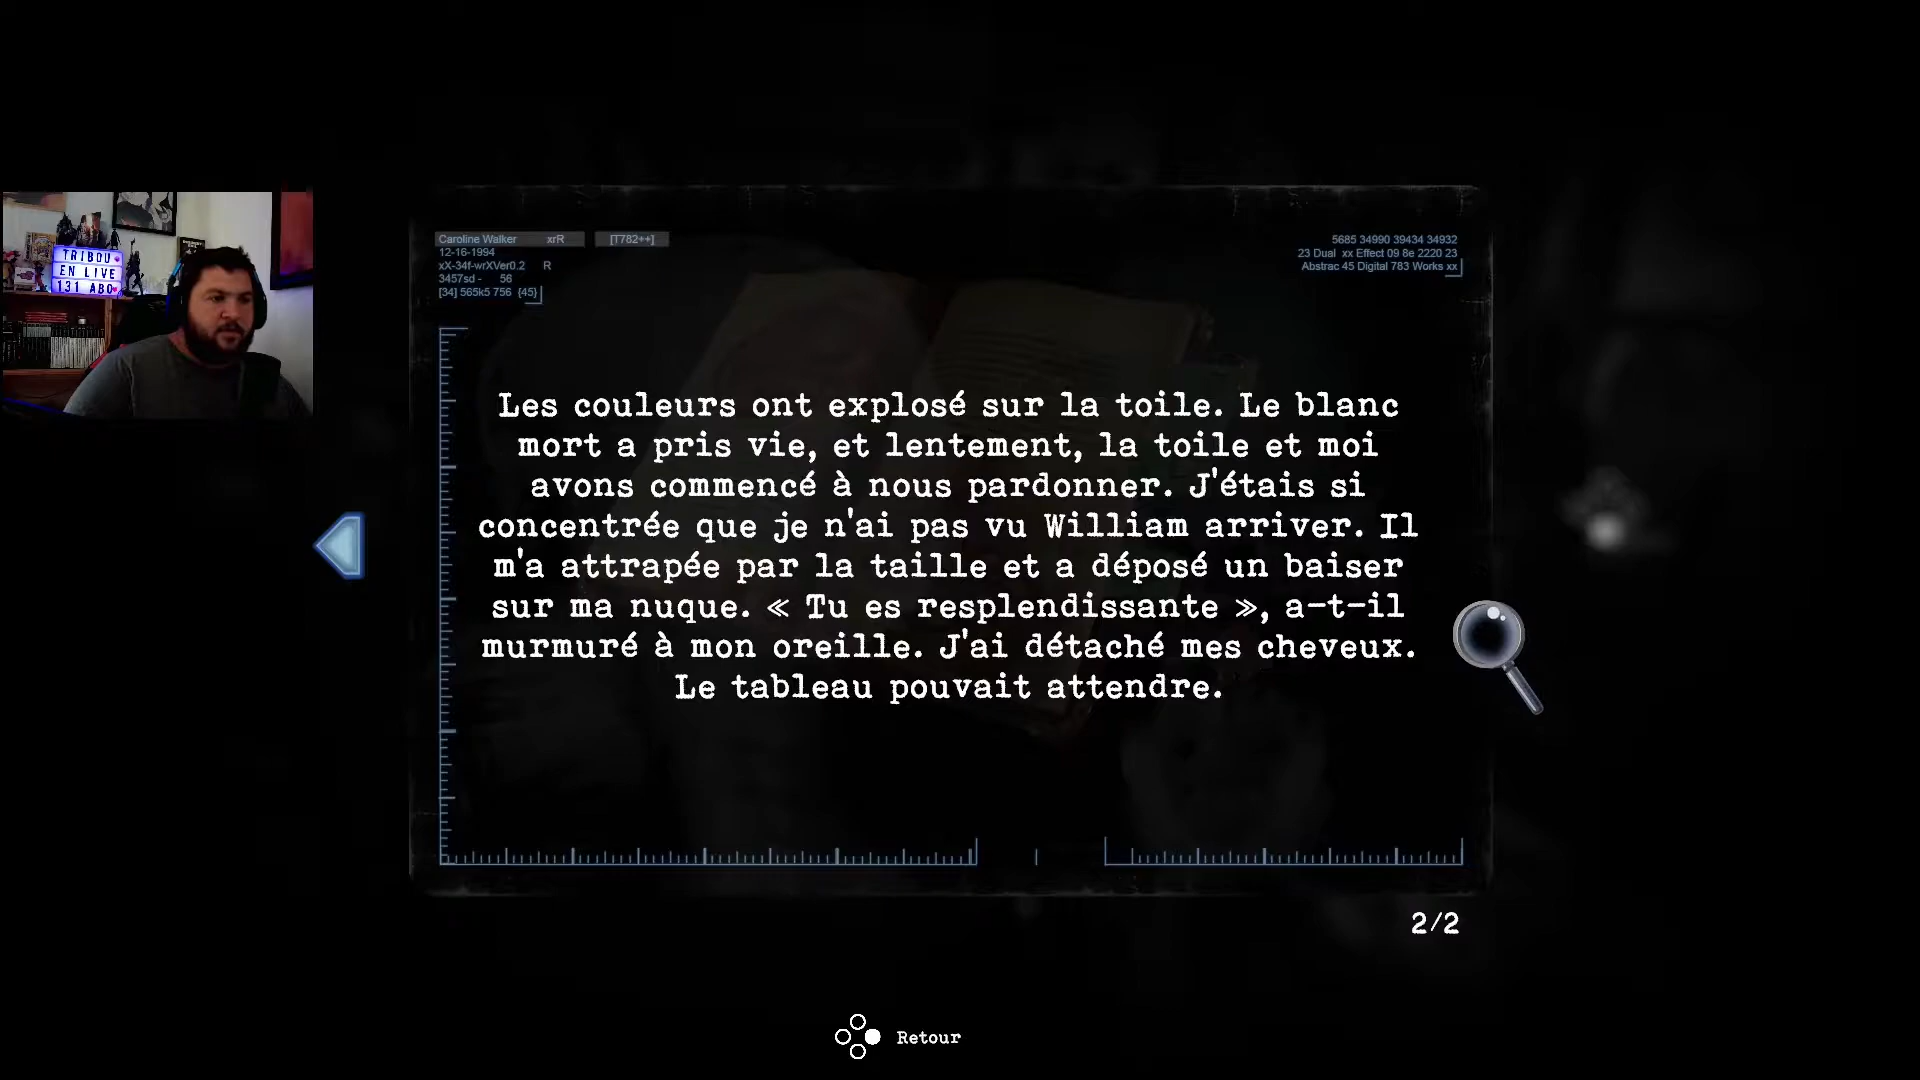 TRIBOU
EN LIVE
131 ABO
Caroline Walker xrR [T782++]
12-16-1994
xX-34f-wrXVer0.2 R
3457sd - 56
[34] 565k5 756 {45}
5685 34990 39434 34932
23 Dual xx Effect 09 8e 2220 23
Abstrac 45 Digital 783 Works xx
Les couleurs ont explosé sur la toile. Le blanc
mort a pris vie, et lentement, la toile et moi
avons commencé à nous pardonner. J'étais si
concentrée que je n'ai pas vu William arriver. Il
m'a attrapée par la taille et a déposé un baiser
sur ma nuque. « Tu es resplendissante », a-t-il
murmuré à mon oreille. J'ai détaché mes cheveux.
Le tableau pouvait attendre.
2/2
Retour